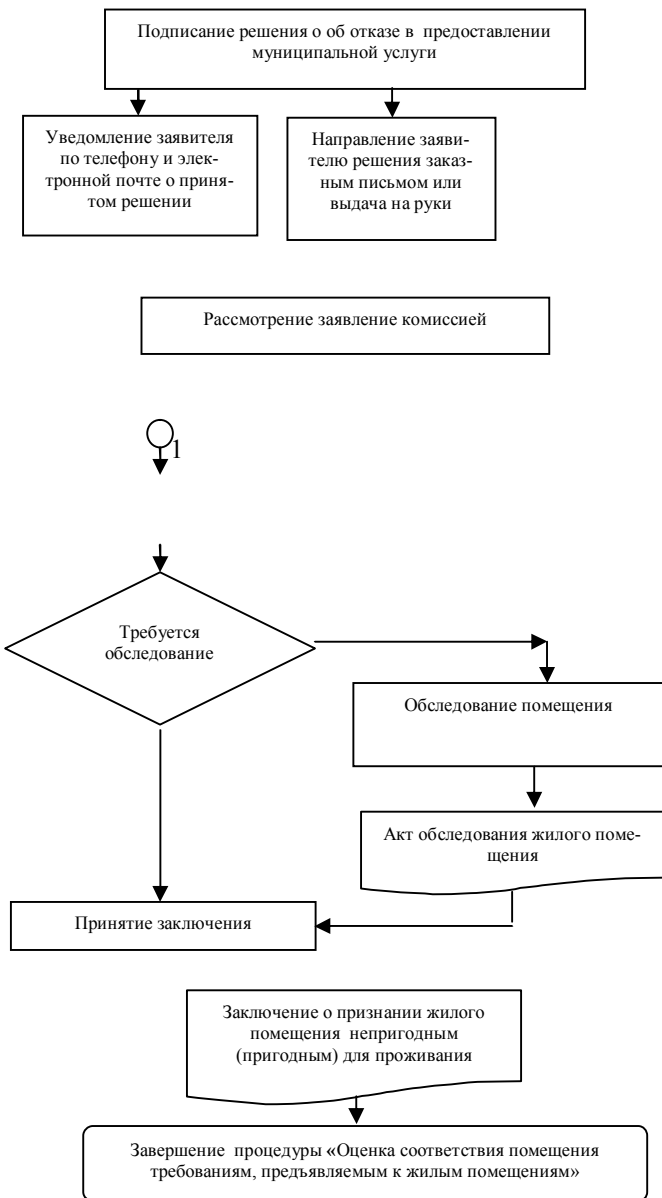 Подписание решения о об отказе в предоставлении
муниципальной услуги
Уведомление заявителя
по телефону и элек-
тронной почте о приня-
том решении
Направление заяви-
телю решения заказ-
ным письмом или
выдача на руки
Рассмотрение заявление комиссией
1
Требуется
обследование
Обследование помещения
Акт обследования жилого поме-
щения
Принятие заключения
Заключение о признании жилого
помещения непригодным
(пригодным) для проживания
Завершение процедуры «Оценка соответствия помещения
требованиям, предъявляемым к жилым помещениям»